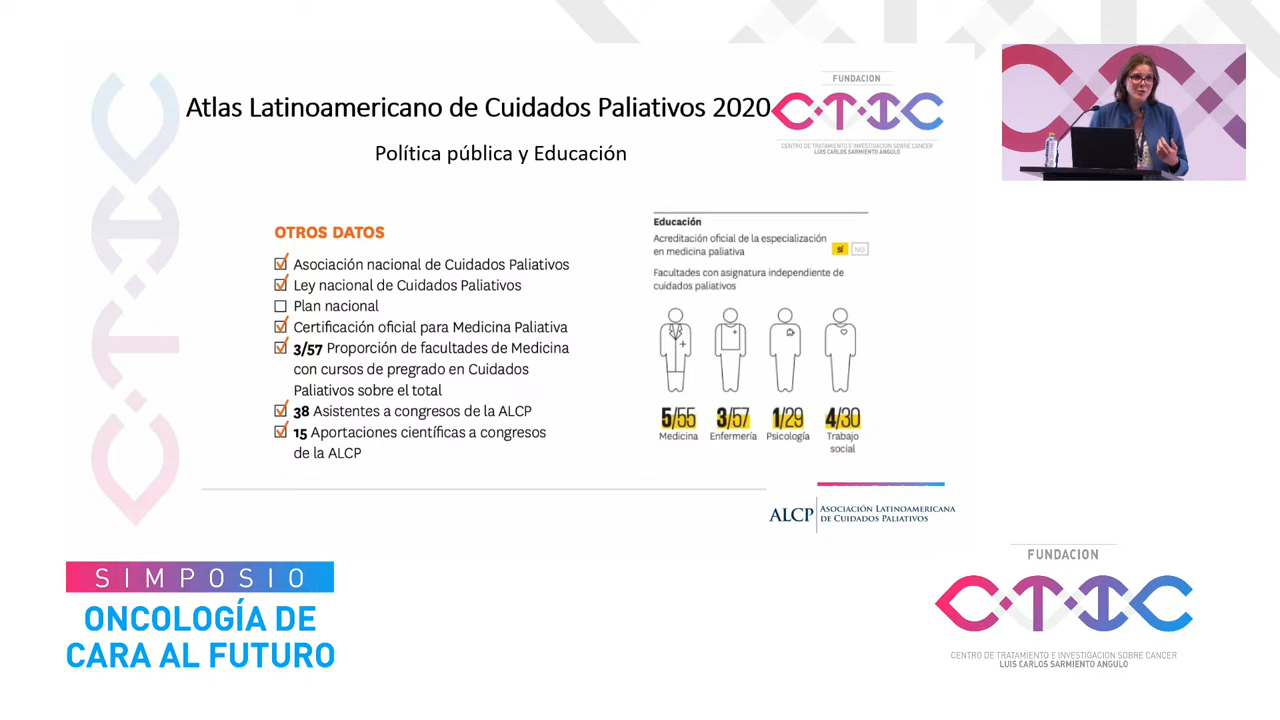 Atlas Latinoamericano de Cuidados Paliativos 2020
Política pública y Educación
FUNDACION
CTIC
CENTRO DE TRATAMIENTO E INVESTIGACION SOBRE CANCER
LUIS CARLOS SARMIENTO ANGULO
CTIC
OTROS DATOS
Asociación nacional de Cuidados Paliativos
Ley nacional de Cuidados Paliativos
Plan nacional
Certificación oficial para Medicina Paliativa
3/57 Proporción de facultades de Medicina
con cursos de pregrado en Cuidados
Paliativos sobre el total
38 Asistentes a congresos de la ALCP
15 Aportaciones científicas a congresos
de la ALCP
Educación
Acreditación oficial de la especialización
en medicina paliativa
SÍ NO
Facultades con asignatura independiente de
cuidados paliativos
5/55 3/57 1/29 4/30
Medicina Enfermería Psicología Trabajo
social
ALCP ASOCIACIÓN LATINOAMERICANA
DE CUIDADOS PALIATIVOS
SIMPOSIO
ONCOLOGÍA DE
CARA AL FUTURO
FUNDACION
CTIC
CENTRO DE TRATAMIENTO E INVESTIGACION SOBRE CANCER
LUIS CARLOS SARMIENTO ANGULO